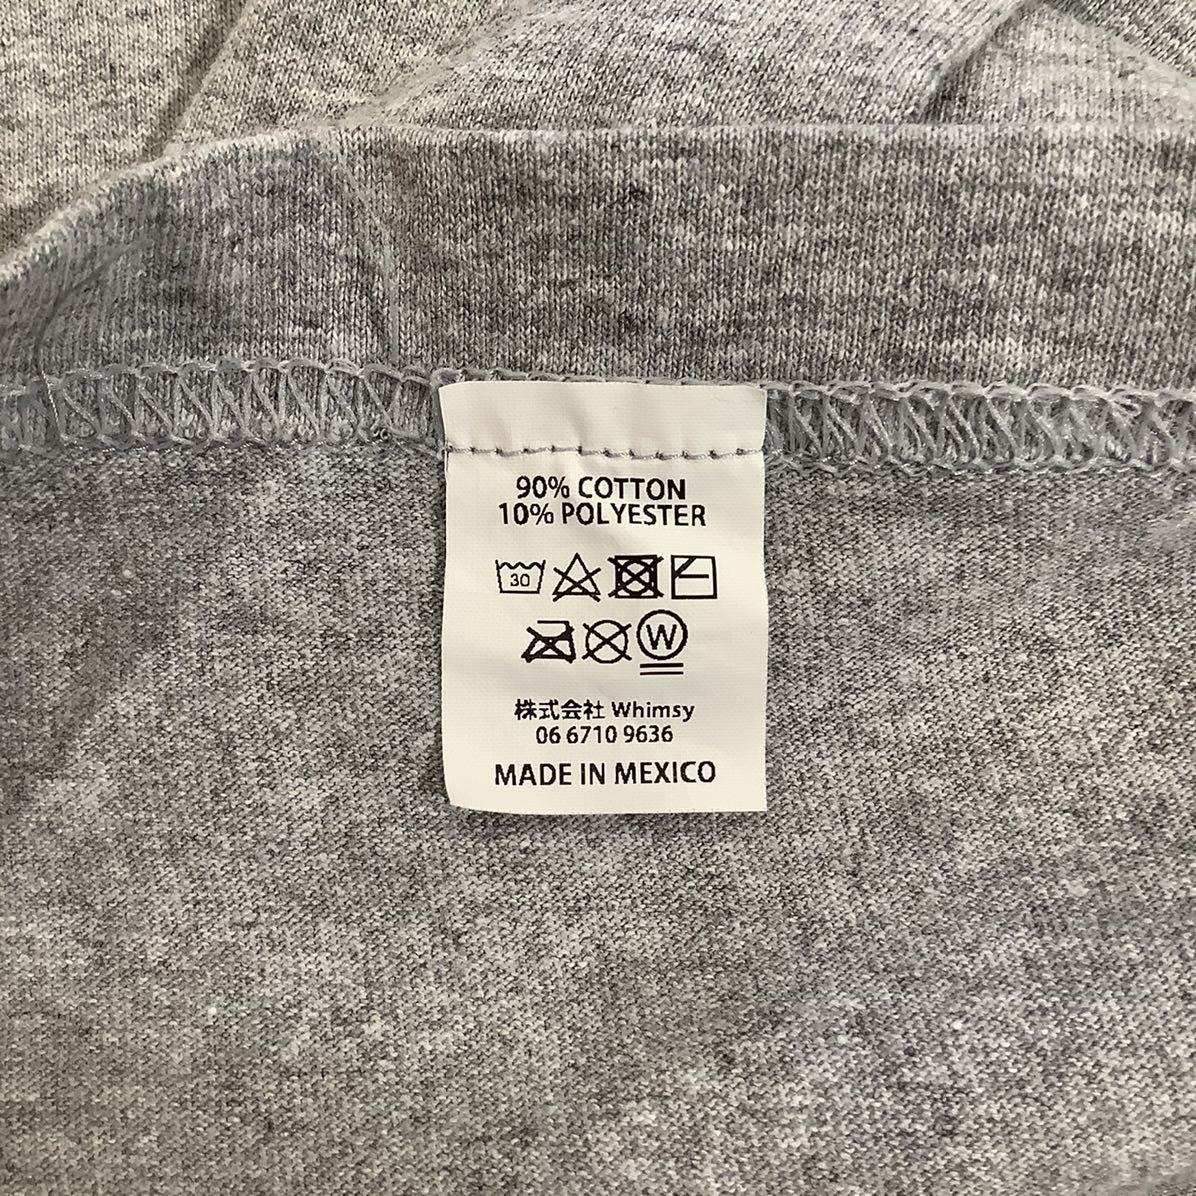 90% COTTON
10% POLYESTER
30
W
株式会社 Whimsy
06 6710 9636
MADE IN MEXICO